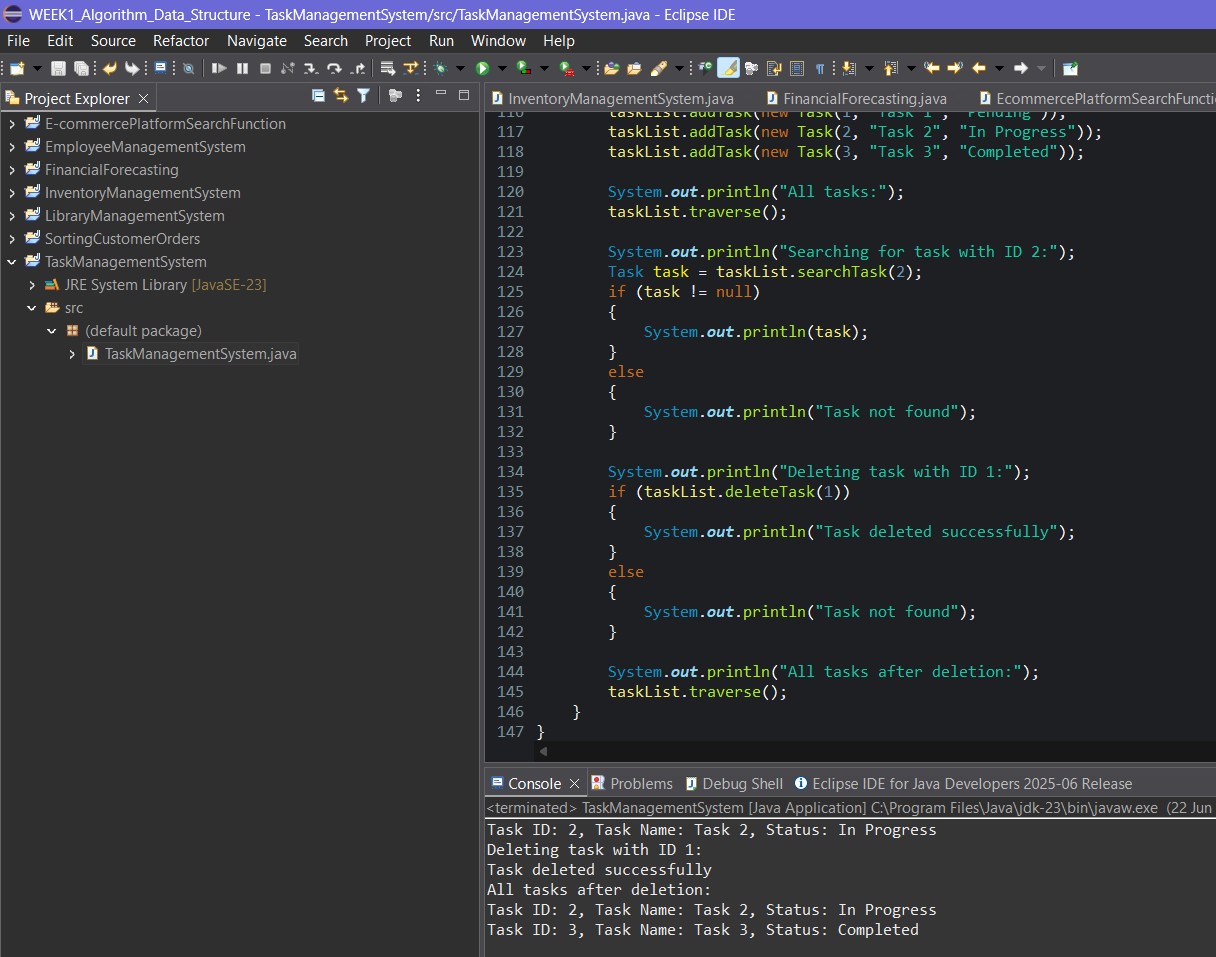 WEEK1_Algorithm_Data_Structure - TaskManagementSystem/src/TaskManagementSystem.java - Eclipse IDE
File Edit Source Refactor Navigate Search Project Run Window Help
Project Explorer
E-commercePlatformSearchFunction
EmployeeManagementSystem
FinancialForecasting
InventoryManagementSystem
LibraryManagementSystem
SortingCustomerOrders
TaskManagementSystem
JRE System Library [JavaSE-23]
src
(default package)
TaskManagementSystem.java
InventoryManagementSystem.java FinancialForecasting.java EcommercePlatformSearchFuncti
116 taskList.addTask(new Task(1, "Task 1", "Pending"));
117 taskList.addTask(new Task(2, "Task 2", "In Progress"));
118 taskList.addTask(new Task(3, "Task 3", "Completed"));
119
120 System.out.println("All tasks:");
121 taskList.traverse();
122
123 System.out.println("Searching for task with ID 2:");
124 Task task = taskList.searchTask(2);
125 if (task != null)
126 {
127 System.out.println(task);
128 }
129 else
130 {
131 System.out.println("Task not found");
132 }
133
134 System.out.println("Deleting task with ID 1:");
135 if (taskList.deleteTask(1))
136 {
137 System.out.println("Task deleted successfully");
138 }
139 else
140 {
141 System.out.println("Task not found");
142 }
143
144 System.out.println("All tasks after deletion:");
145 taskList.traverse();
146 }
147 }
Console Problems Debug Shell Eclipse IDE for Java Developers 2025-06 Release
<terminated> TaskManagementSystem [Java Application] C:\Program Files\Java\jdk-23\bin\javaw.exe (22 Jun
Task ID: 2, Task Name: Task 2, Status: In Progress
Deleting task with ID 1:
Task deleted successfully
All tasks after deletion:
Task ID: 2, Task Name: Task 2, Status: In Progress
Task ID: 3, Task Name: Task 3, Status: Completed